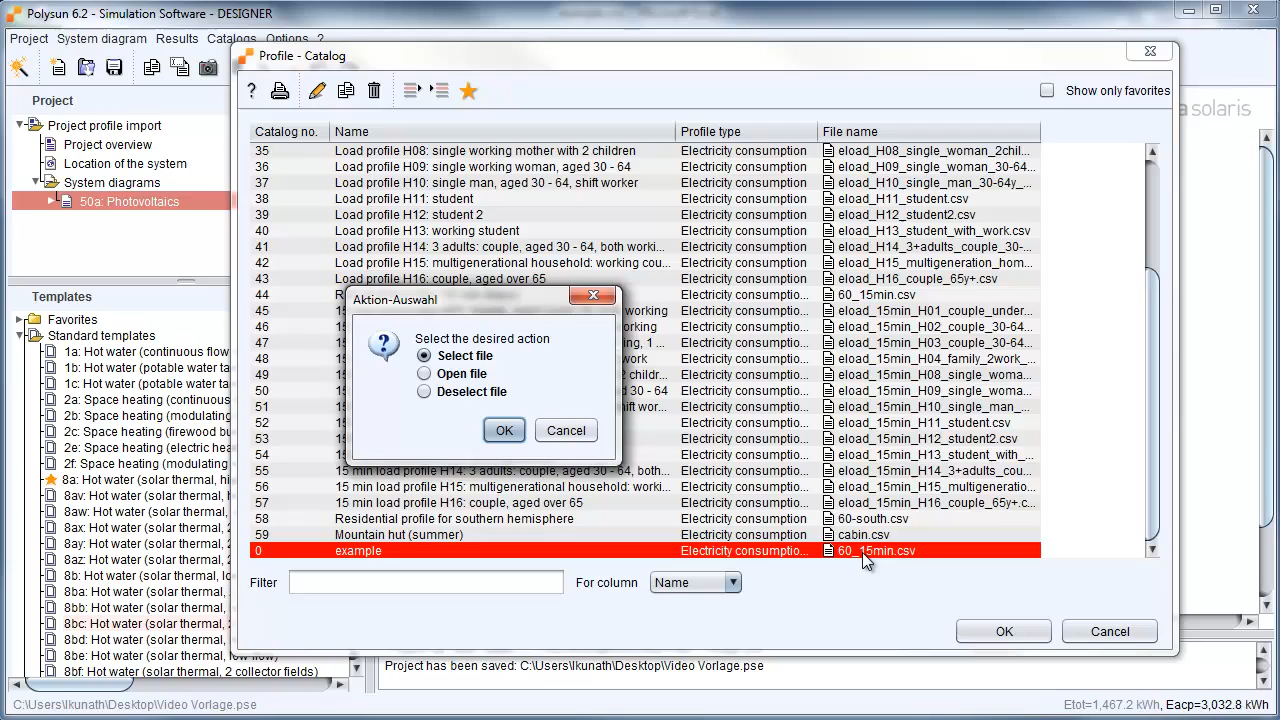 Polysun 6.2 - Simulation Software - DESIGNER
Project System diagram Results Catalogs Options ?
Profile - Catalog
Show only favorites
a solaris
Project
Project profile import
Project overview
Location of the system
System diagrams
50a: Photovoltaics
Templates
Favorites
Standard templates
1a: Hot water (continuous flow
1b: Hot water (potable water ta
1c: Hot water (potable water ta
2a: Space heating (continuous
2b: Space heating (modulating
2c: Space heating (firewood bu
2e: Space heating (electric hea
2f: Space heating (modulating
8a: Hot water (solar thermal, hi
8av: Hot water (solar thermal,
8aw: Hot water (solar thermal,
8ax: Hot water (solar thermal,
8az: Hot water (solar thermal,
8b: Hot water (solar thermal, lo
8ba: Hot water (solar thermal,
8bb: Hot water (solar thermal,
8bc: Hot water (solar thermal,
8bd: Hot water (solar thermal,
8be: Hot water (solar thermal, low flow)
8bf: Hot water (solar thermal, 2 collector fields)
Catalog no. Name Profile type File name
35 Load profile H08: single working mother with 2 children Electricity consumption eload_H08_single_woman_2chil...
36 Load profile H09: single working woman, aged 30 - 64 Electricity consumption eload_H09_single_woman_30-64...
37 Load profile H10: single man, aged 30 - 64, shift worker Electricity consumption eload_H10_single_man_30-64y_...
38 Load profile H11: student Electricity consumption eload_H11_student.csv
39 Load profile H12: student 2 Electricity consumption eload_H12_student2.csv
40 Load profile H13: working student Electricity consumption eload_H13_student_with_work.csv
41 Load profile H14: 3 adults: couple, aged 30 - 64, both worki... Electricity consumption eload_H14_3+adults_couple_30-...
42 Load profile H15: multigenerational household: working cou... Electricity consumption eload_H15_multigeneration_hom...
43 Load profile H16: couple, aged over 65 Electricity consumption eload_H16_couple_65y+.csv
44 R Electricity consumptio... 60_15min.csv
45 15 working Electricity consumptio... eload_15min_H01_couple_under...
46 15 working Electricity consumptio... eload_15min_H02_couple_30-64...
47 15 ng, 1 ... Electricity consumptio... eload_15min_H03_couple_30-64...
48 15 work Electricity consumptio... eload_15min_H04_family_2work_...
49 15 childr... Electricity consumptio... eload_15min_H08_single_woma...
50 15 d 30 - 64 Electricity consumptio... eload_15min_H09_single_woma...
51 15 shift wor... Electricity consumptio... eload_15min_H10_single_man_...
52 15 Electricity consumptio... eload_15min_H11_student.csv
53 15 Electricity consumptio... eload_15min_H12_student2.csv
54 15 Electricity consumptio... eload_15min_H13_student_with_...
55 15 min load profile H14: 3 adults: couple, aged 30 - 64, both... Electricity consumptio... eload_15min_H14_3+adults_cou...
56 15 min load profile H15: multigenerational household: worki... Electricity consumptio... eload_15min_H15_multigeneratio...
57 15 min load profile H16: couple, aged over 65 Electricity consumptio... eload_15min_H16_couple_65y+.c...
58 Residential profile for southern hemisphere Electricity consumption 60-south.csv
59 Mountain hut (summer) Electricity consumption cabin.csv
0 example Electricity consumptio... 60_15min.csv
Aktion-Auswahl
Select the desired action
Select file
Open file
Deselect file
OK Cancel
Filter For column Name
OK Cancel
Project has been saved: C:\Users\lkunath\Desktop\Video Vorlage.pse
C:\Users\lkunath\Desktop\Video Vorlage.pse Etot=1,467.2 kWh, Eacp=3,032.8 kWh,